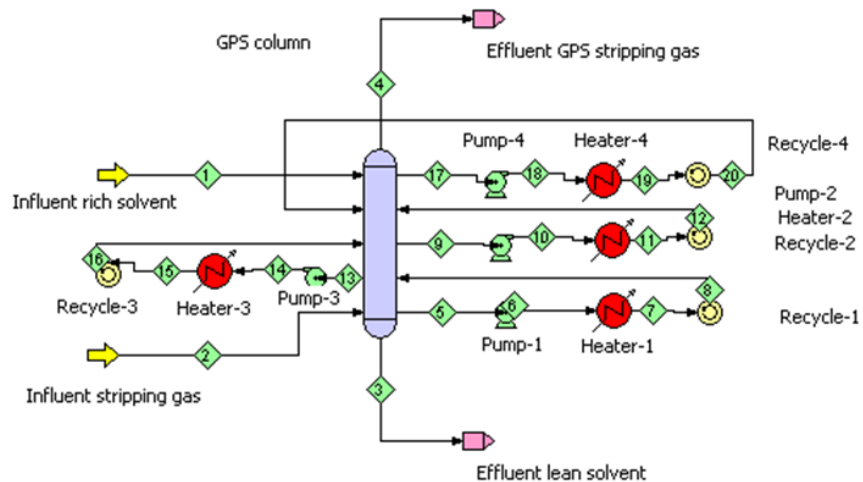 GPS column
Effluent GPS stripping gas
4
Pump-4
Heater-4
Recycle-4
1
17
18
19
20
Influent rich solvent
Pump-2
12
Heater-2
9
10
11
Recycle-2
16
15
14
13
8
Recycle-3
Heater-3
Pump-3
5
6
7
Recycle-1
2
Pump-1
Heater-1
Influent stripping gas
3
Effluent lean solvent